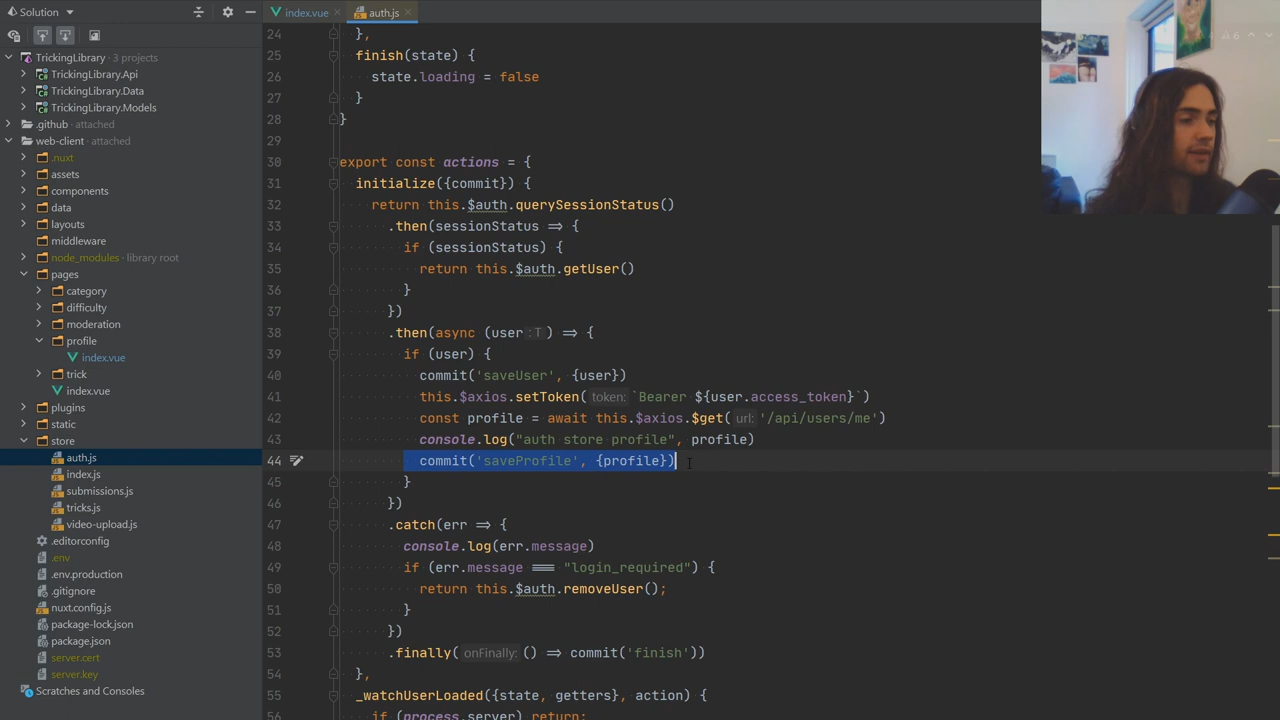 Solution
index.vue
auth.js
4
6
TrickingLibrary · 3 projects
TrickingLibrary.Api
TrickingLibrary.Data
TrickingLibrary.Models
.github attached
web-client attached
.nuxt
assets
components
data
layouts
middleware
node_modules library root
pages
category
difficulty
moderation
profile
index.vue
trick
index.vue
plugins
static
store
auth.js
index.js
submissions.js
tricks.js
video-upload.js
.editorconfig
.env
.env.production
.gitignore
nuxt.config.js
package-lock.json
package.json
server.cert
server.key
Scratches and Consoles
24 },
25 finish(state) {
26 state.loading = false
27 }
28 }
29
30 export const actions = {
31 initialize({commit}) {
32 return this.$auth.querySessionStatus()
33 .then(sessionStatus => {
34 if (sessionStatus) {
35 return this.$auth.getUser()
36 }
37 })
38 .then(async (user : T ) => {
39 if (user) {
40 commit('saveUser', {user})
41 this.$axios.setToken( token: `Bearer ${user.access_token}`)
42 const profile = await this.$axios.$get( url: '/api/users/me')
43 console.log("auth store profile", profile)
44 commit('saveProfile', {profile})
45 }
46 })
47 .catch(err => {
48 console.log(err.message)
49 if (err.message === "login_required") {
50 return this.$auth.removeUser();
51 }
52 })
53 .finally( onFinally: () => commit('finish'))
54 },
55 _watchUserLoaded({state, getters}, action) {
56 if (process.server) return;